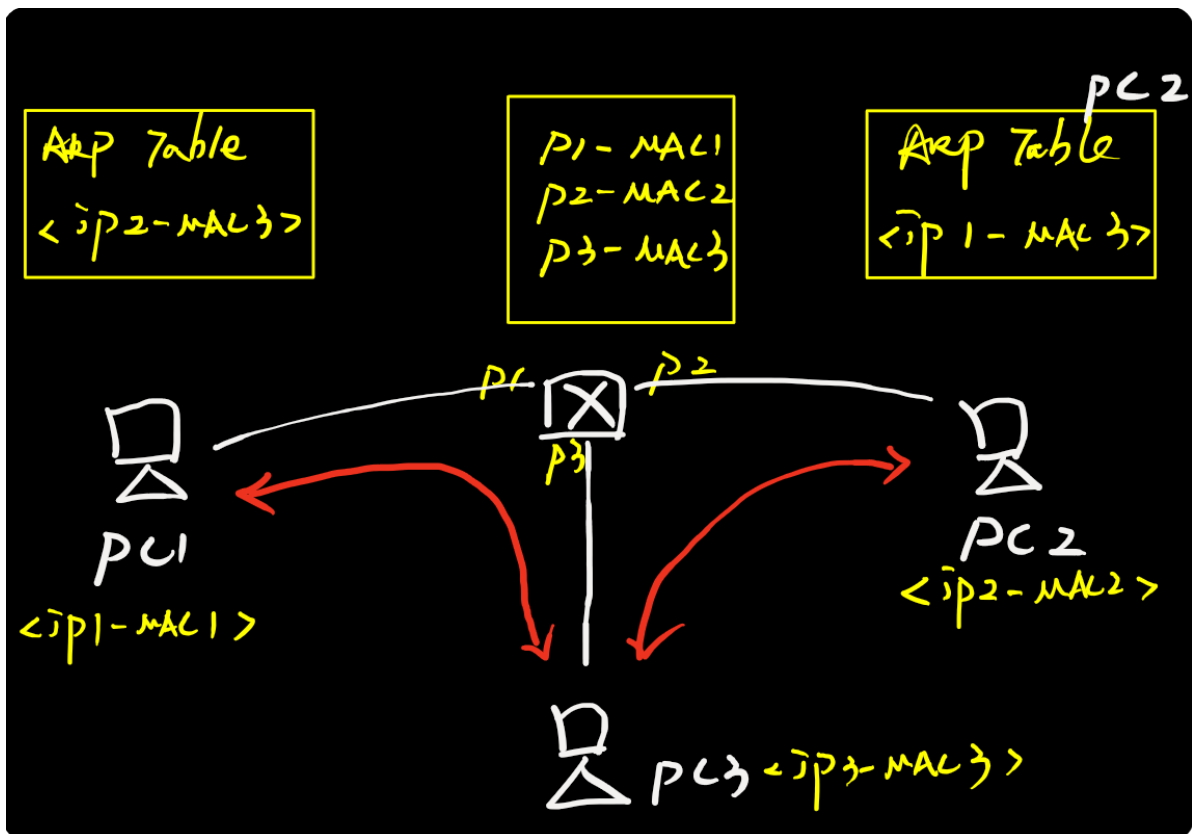 PC2
ARP Table
<ip2-MAC3>
P1-MAC1
P2-MAC2
P3-MAC3
ARP Table
<ip1-MAC3>
P1
P2
P3
PC1
<ip1-MAC1>
PC2
<ip2-MAC2>
PC3 <ip3-MAC3>